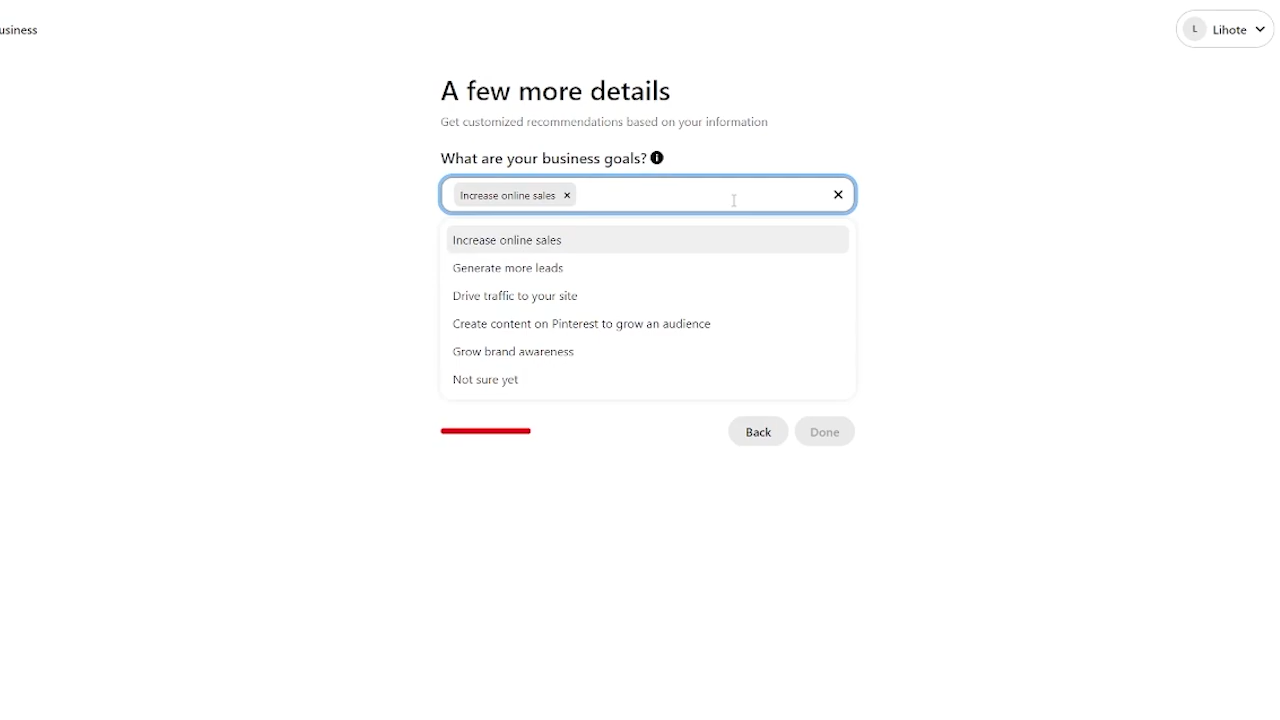 usiness
L Lihote
A few more details
Get customized recommendations based on your information
What are your business goals?
Increase online sales
Increase online sales
Generate more leads
Drive traffic to your site
Create content on Pinterest to grow an audience
Grow brand awareness
Not sure yet
Back
Done